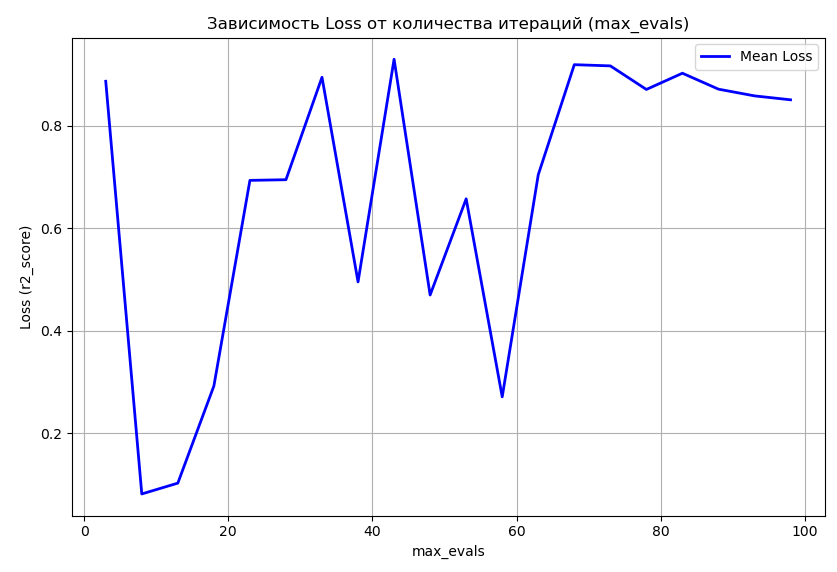 Зависимость Loss от количества итераций (max_evals)
Mean Loss
Loss (r2_score)
0.8
0.6
0.4
0.2
0 20 40 60 80 100
max_evals